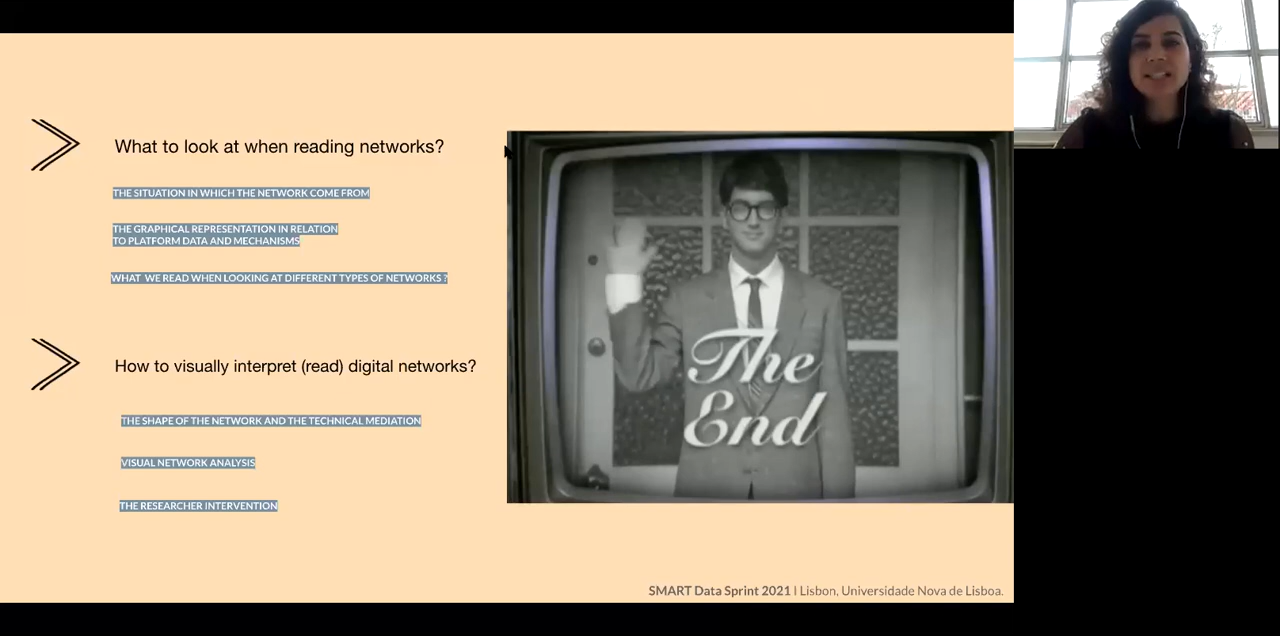 What to look at when reading networks?
THE SITUATION IN WHICH THE NETWORK COME FROM
THE GRAPHICAL REPRESENTATION IN RELATION
TO PLATFORM DATA AND MECHANISMS
WHAT WE READ WHEN LOOKING AT DIFFERENT TYPES OF NETWORKS ?
How to visually interpret (read) digital networks?
THE SHAPE OF THE NETWORK AND THE TECHNICAL MEDIATION
VISUAL NETWORK ANALYSIS
THE RESEARCHER INTERVENTION
The
End
SMART Data Sprint 2021 I Lisbon, Universidade Nova de Lisboa.